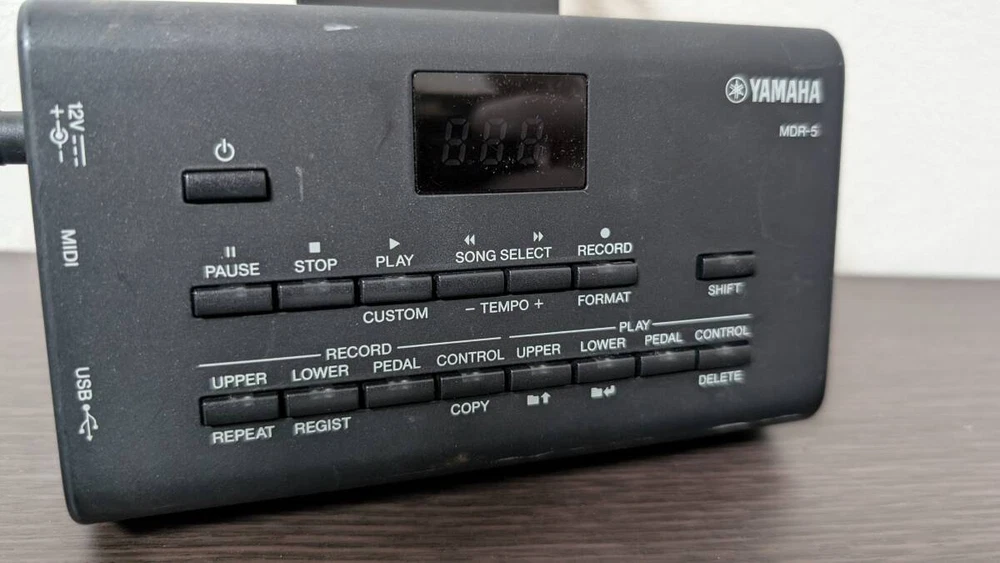 YAMAHA
MDR-5
12V
MIDI
USB
PAUSE
STOP
PLAY
SONG SELECT
RECORD
CUSTOM
− TEMPO +
FORMAT
SHIFT
RECORD
PLAY
UPPER
LOWER
PEDAL
CONTROL
UPPER
LOWER
PEDAL
CONTROL
REPEAT
REGIST
COPY
DELETE